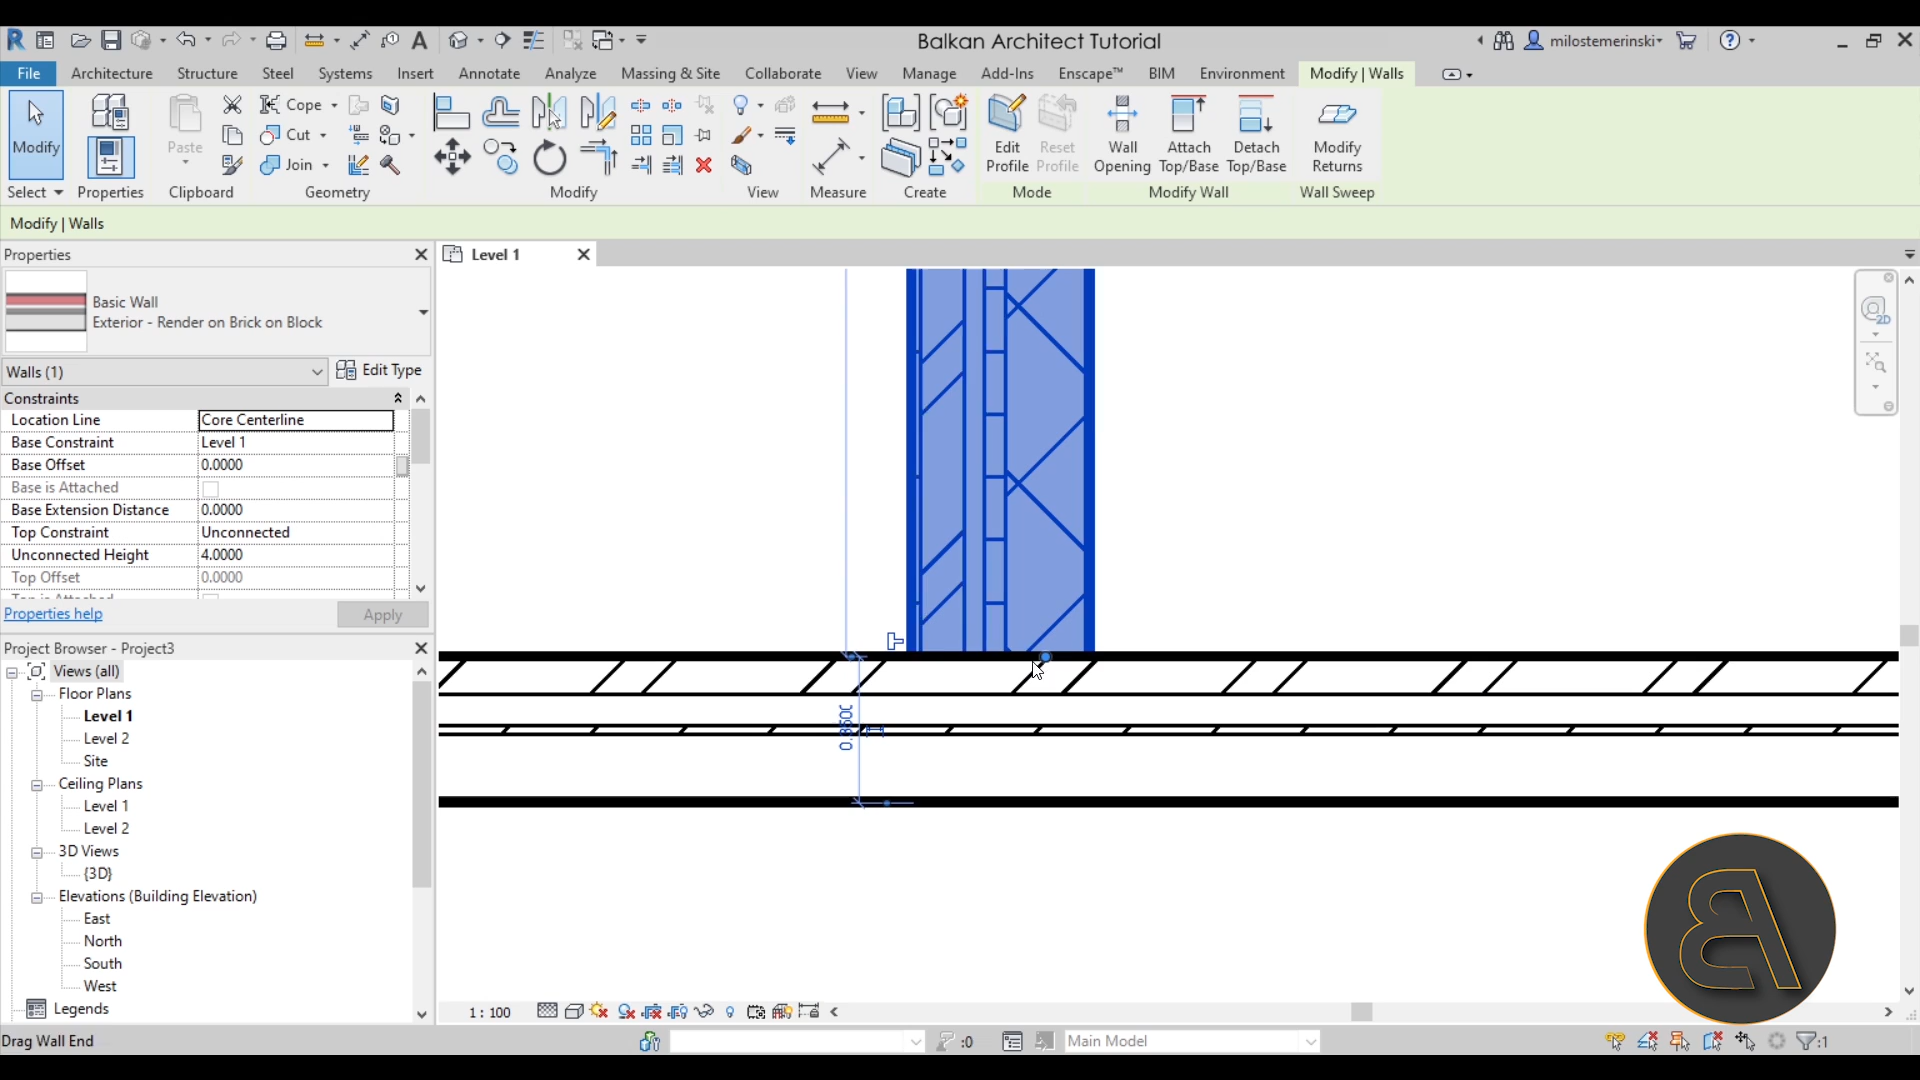 Balkan Architect Tutorial
milostemerinski
File Architecture Structure Steel Systems Insert Annotate Analyze Massing & Site Collaborate View Manage Add-Ins Enscape™ BIM Environment Modify | Walls
Modify
Paste
Cope
Cut
Join
Edit Profile
Reset Profile
Wall Opening
Attach Top/Base
Detach Top/Base
Modify Returns
Select Properties Clipboard Geometry Modify View Measure Create Mode Modify Wall Wall Sweep
Modify | Walls
Properties
Level 1
Basic Wall
Exterior - Render on Brick on Block
Walls (1)
Edit Type
Constraints
Location Line Core Centerline
Base Constraint Level 1
Base Offset 0.0000
Base is Attached
Base Extension Distance 0.0000
Top Constraint Unconnected
Unconnected Height 4.0000
Top Offset 0.0000
Properties help
Apply
Project Browser - Project3
Views (all)
Floor Plans
Level 1
Level 2
Site
Ceiling Plans
Level 1
Level 2
3D Views
{3D}
Elevations (Building Elevation)
East
North
South
West
Legends
2D
1 : 100
Drag Wall End
:0
Main Model
:1